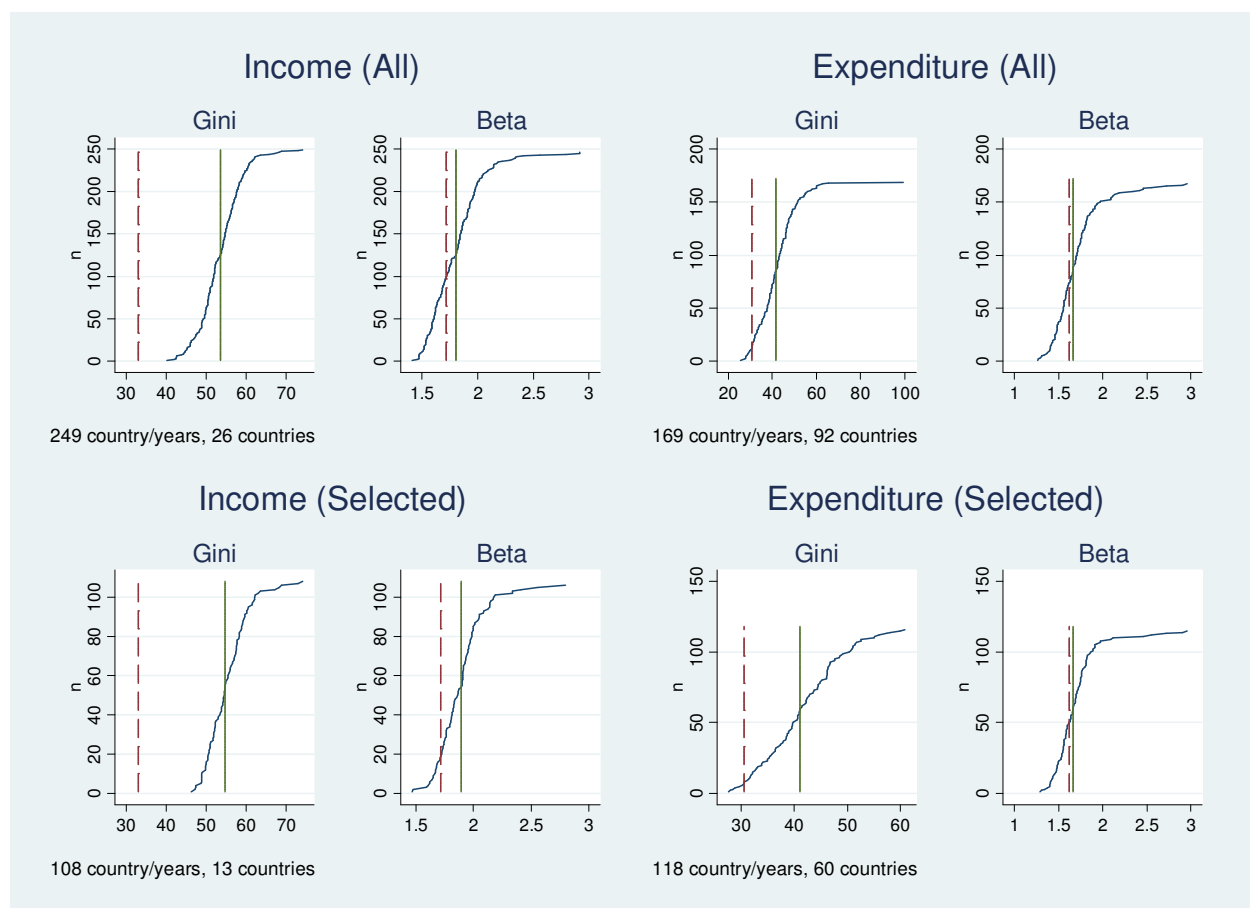 Income (All)
Expenditure (All)
Gini
Beta
Gini
Beta
n
0 50 100 150 200 250
30 40 50 60 70
0 50 100 150 200 250
1.5 2 2.5 3
n
0 50 100 150 200
20 40 60 80 100
n
0 50 100 150 200
1 1.5 2 2.5 3
249 country/years, 26 countries
169 country/years, 92 countries
Income (Selected)
Expenditure (Selected)
Gini
Beta
Gini
Beta
n
0 20 40 60 80 100
30 40 50 60 70
n
0 20 40 60 80 100
1.5 2 2.5 3
n
0 50 100 150
30 40 50 60
n
0 50 100 150
1 1.5 2 2.5 3
108 country/years, 13 countries
118 country/years, 60 countries